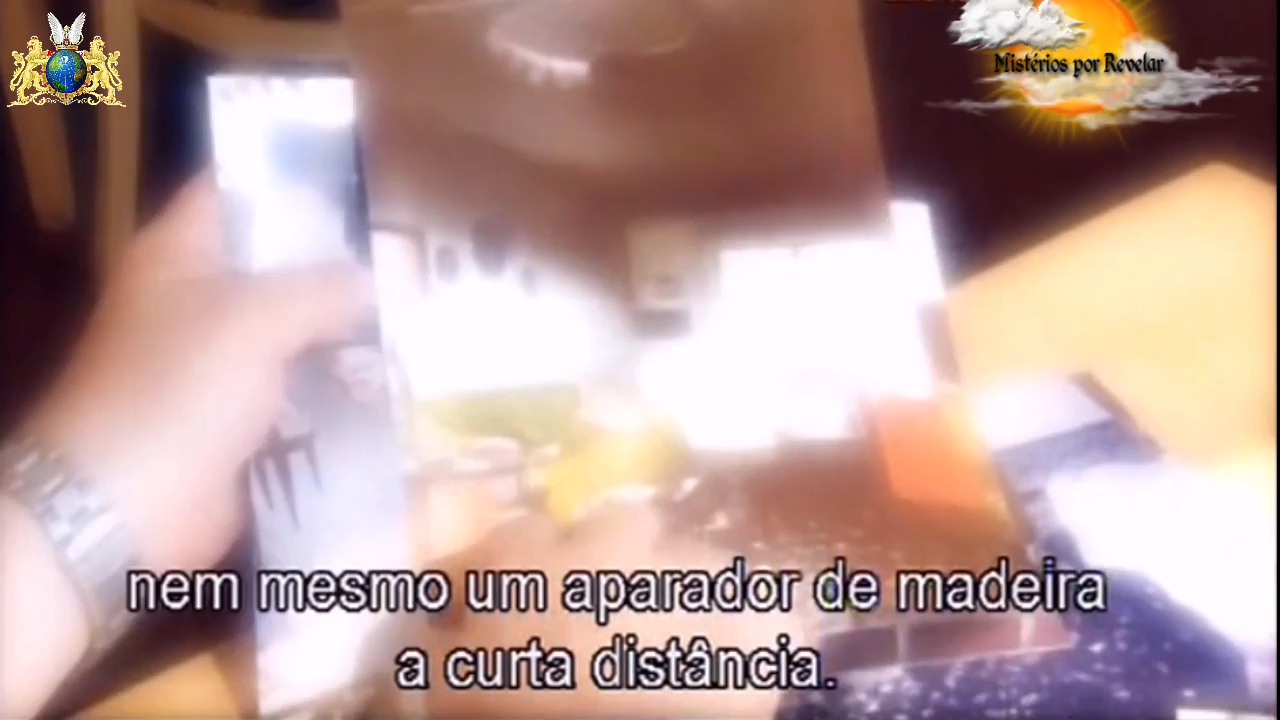 Mistérios por Revelar
nem mesmo um aparador de madeira
a curta distância.